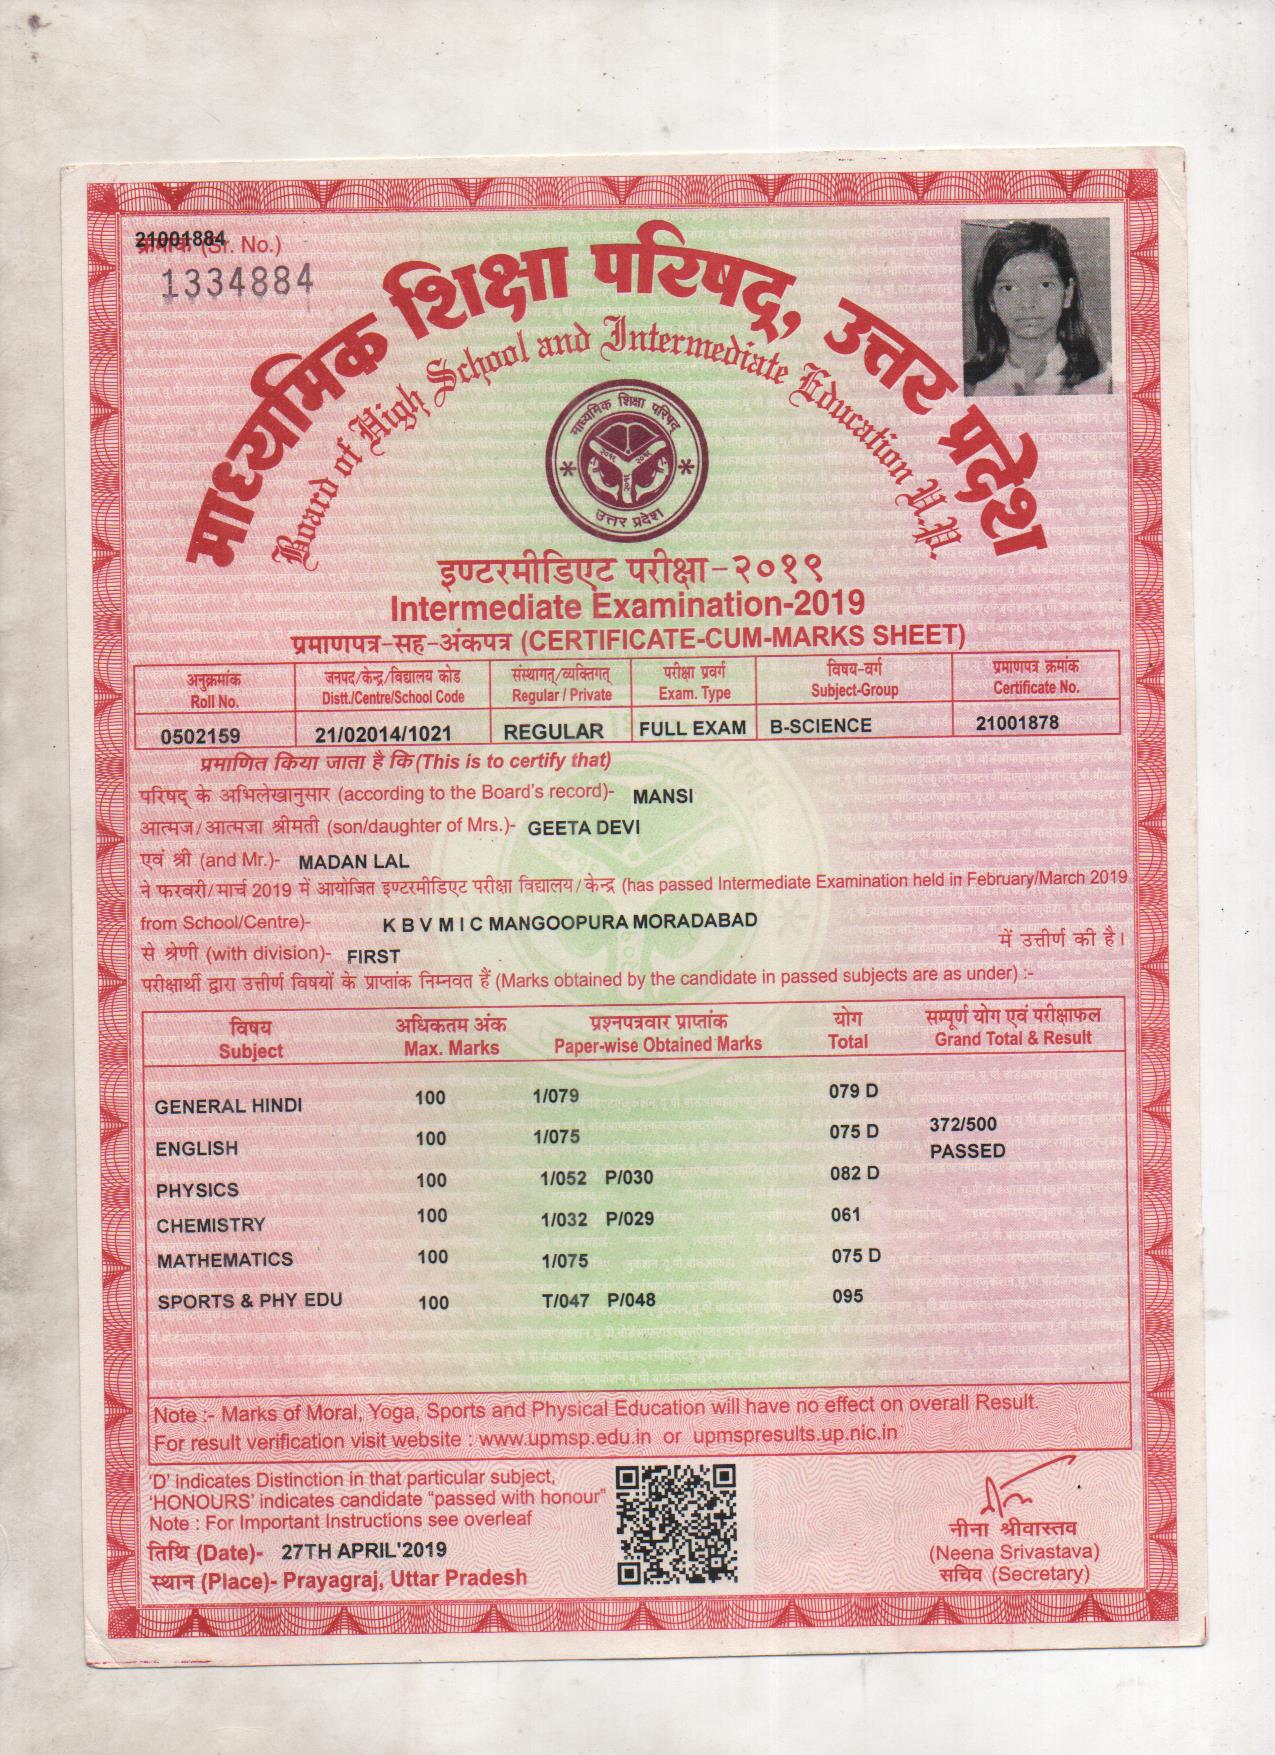 21001884
क्रमांक (Sr. No.)
1334884
माध्यमिक शिक्षा परिषद्, उत्तर प्रदेश
Board of High School and Intermediate Education U.P.
माध्यमिक शिक्षा परिषद्
उत्तर प्रदेश
इण्टरमीडिएट परीक्षा-२०१९
Intermediate Examination-2019
प्रमाणपत्र-सह-अंकपत्र (CERTIFICATE-CUM-MARKS SHEET)
अनुक्रमांक जनपद/केन्द्र/विद्यालय कोड संस्थागत्/व्यक्तिगत् परीक्षा प्रवर्ग विषय-वर्ग प्रमाणपत्र क्रमांक
Roll No. Distt./Centre/School Code Regular / Private Exam. Type Subject-Group Certificate No.
0502159 21/02014/1021 REGULAR FULL EXAM B-SCIENCE 21001878
प्रमाणित किया जाता है कि (This is to certify that)
परिषद् के अभिलेखानुसार (according to the Board's record)- MANSI
आत्मज/आत्मजा श्रीमती (son/daughter of Mrs.)- GEETA DEVI
एवं श्री (and Mr.)- MADAN LAL
ने फरवरी/मार्च 2019 में आयोजित इण्टरमीडिएट परीक्षा विद्यालय/केन्द्र (has passed Intermediate Examination held in February/March 2019
from School/Centre)- K B V M I C MANGOOPURA MORADABAD
से श्रेणी (with division)- FIRST में उत्तीर्ण की है।
परीक्षार्थी द्वारा उत्तीर्ण विषयों के प्राप्तांक निम्नवत हैं (Marks obtained by the candidate in passed subjects are as under) :-
विषय अधिकतम अंक प्रश्नपत्रवार प्राप्तांक योग सम्पूर्ण योग एवं परीक्षाफल
Subject Max. Marks Paper-wise Obtained Marks Total Grand Total & Result
GENERAL HINDI 100 1/079 079 D
ENGLISH 100 1/075 075 D 372/500
PASSED
PHYSICS 100 1/052 P/030 082 D
CHEMISTRY 100 1/032 P/029 061
MATHEMATICS 100 1/075 075 D
SPORTS & PHY EDU 100 T/047 P/048 095
Note :- Marks of Moral, Yoga, Sports and Physical Education will have no effect on overall Result.
For result verification visit website : www.upmsp.edu.in or upmspresults.up.nic.in
'D' indicates Distinction in that particular subject,
'HONOURS' indicates candidate "passed with honour"
Note : For Important Instructions see overleaf
तिथि (Date)- 27TH APRIL'2019
स्थान (Place)- Prayagraj, Uttar Pradesh
नीना श्रीवास्तव
(Neena Srivastava)
सचिव (Secretary)